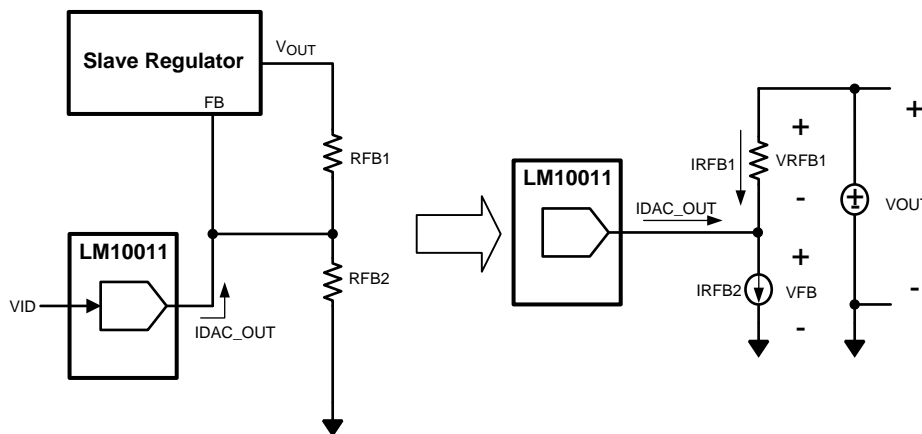 Slave Regulator
VOUT
FB
RFB1
LM10011
VID
IDAC_OUT
RFB2
LM10011
IDAC_OUT
IRFB1
+
VRFB1
-
+
IRFB2
VFB
-
+
VOUT
-